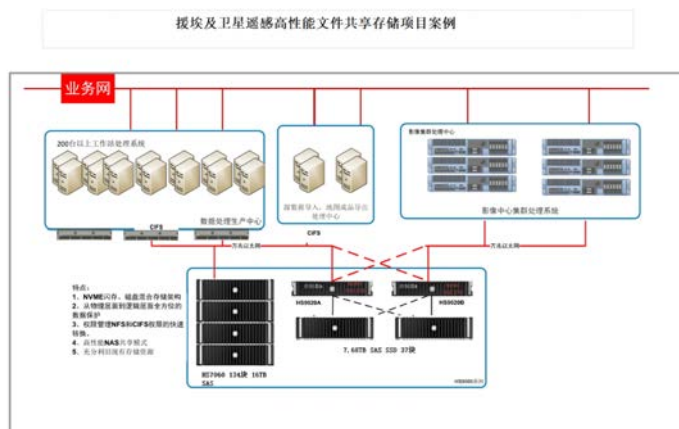 援埃及卫星遥感高性能文件共享存储项目案例
业务网
200台以上工作站处理系统
影像集群处理中心
数据处理生产中心
处理中心
影像中心集群处理系统
CIFS
CIFS
万兆以太网
万兆以太网
特点:
1、NVME闪存、磁盘混合存储架构
2、从物理层面到逻辑层面全方位的
数据保护
3、权限管理NFS和CIFS权限的快速
转换。
4、高性能NAS共享模式
5、充分利旧现有存储资源
HS9020A
HS9020B
7.68TB SAS SSD 37块
HS7060 134块 16TB
SAS